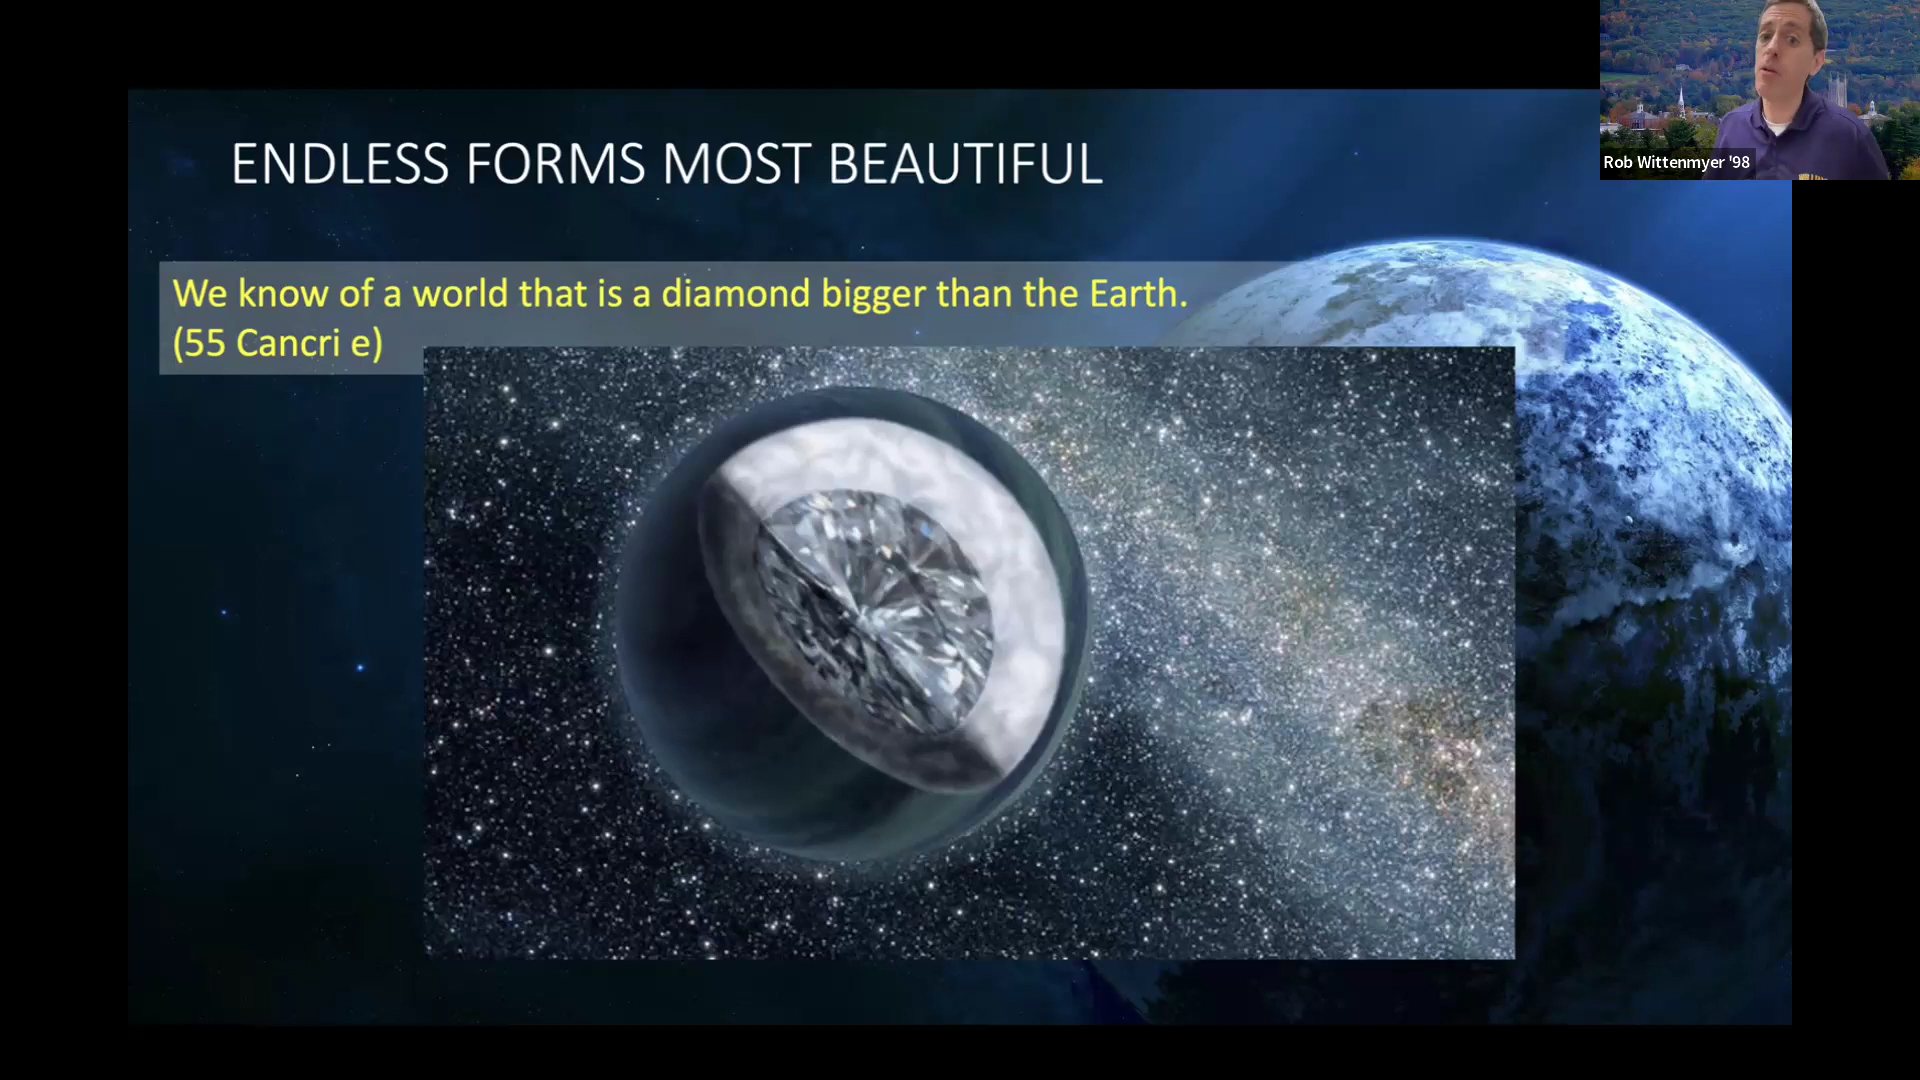 ENDLESS FORMS MOST BEAUTIFUL
We know of a world that is a diamond bigger than the Earth.
(55 Cancri e)
Rob Wittenmyer '98